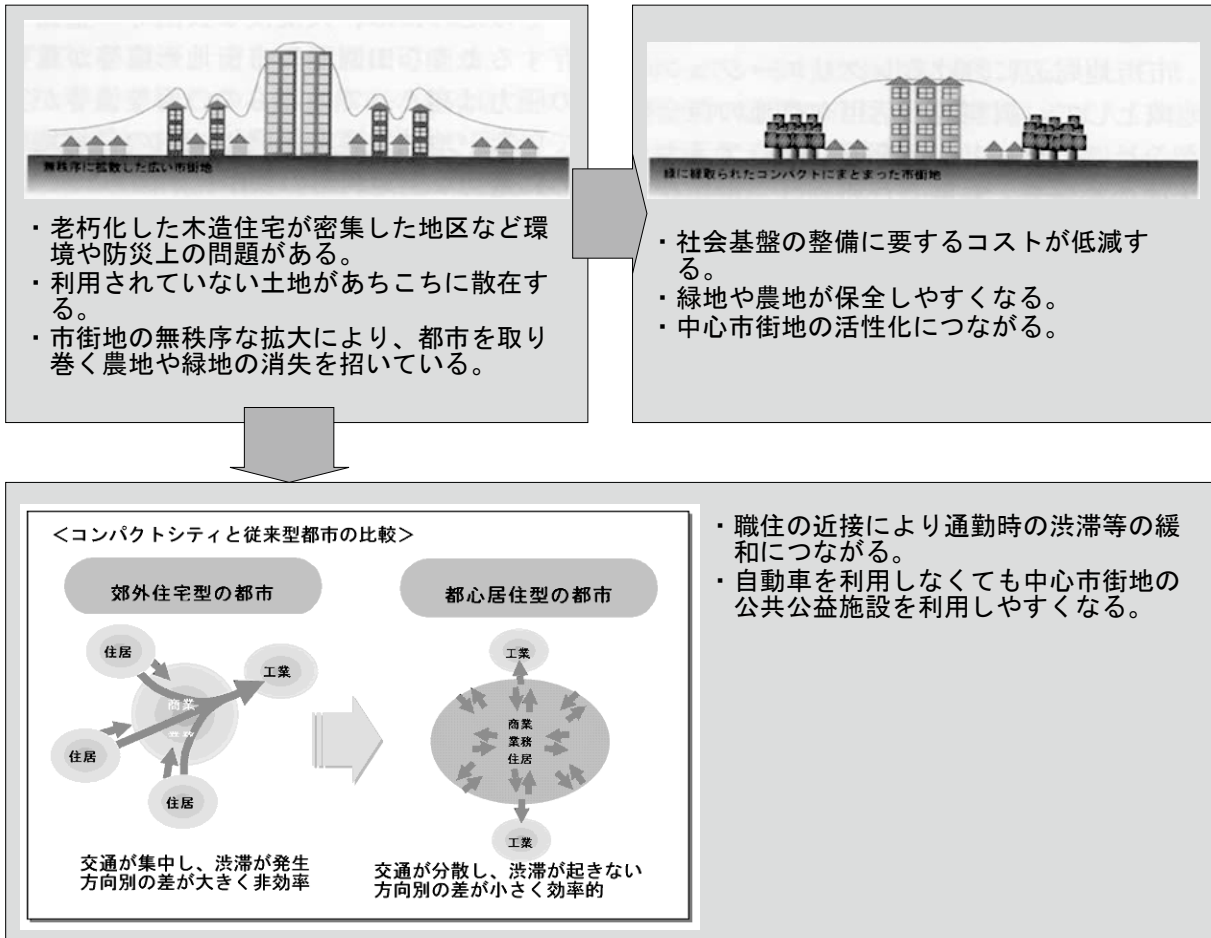 無秩序に拡散した広い市街地
・老朽化した木造住宅が密集した地区など環
境や防災上の問題がある。
・利用されていない土地があちこちに散在す
る。
・市街地の無秩序な拡大により、都市を取り
巻く農地や緑地の消失を招いている。
緑に縁取られたコンパクトにまとまった市街地
・社会基盤の整備に要するコストが低減す
る。
・緑地や農地が保全しやすくなる。
・中心市街地の活性化につながる。
＜コンパクトシティと従来型都市の比較＞
郊外住宅型の都市
住居
工業
商業
業務
住居
住居
交通が集中し、渋滞が発生
方向別の差が大きく非効率
都心居住型の都市
工業
商業
業務
住居
工業
交通が分散し、渋滞が起きない
方向別の差が小さく効率的
・職住の近接により通勤時の渋滞等の緩
和につながる。
・自動車を利用しなくても中心市街地の
公共公益施設を利用しやすくなる。